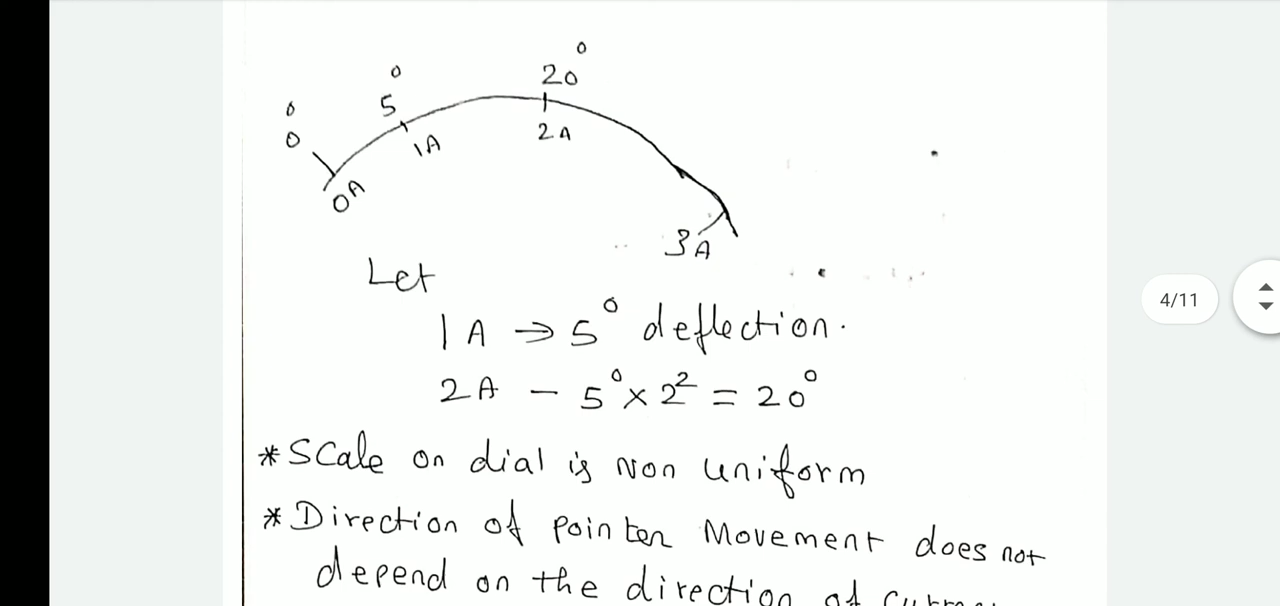 0°
5°
20°
0A
1A
2A
3A
Let
1A ⇒ 5° deflection.
2A - 5° × 2² = 20°
* Scale on dial is Non uniform
* Direction of pointer Movement does not
depend on the direction of
4/11